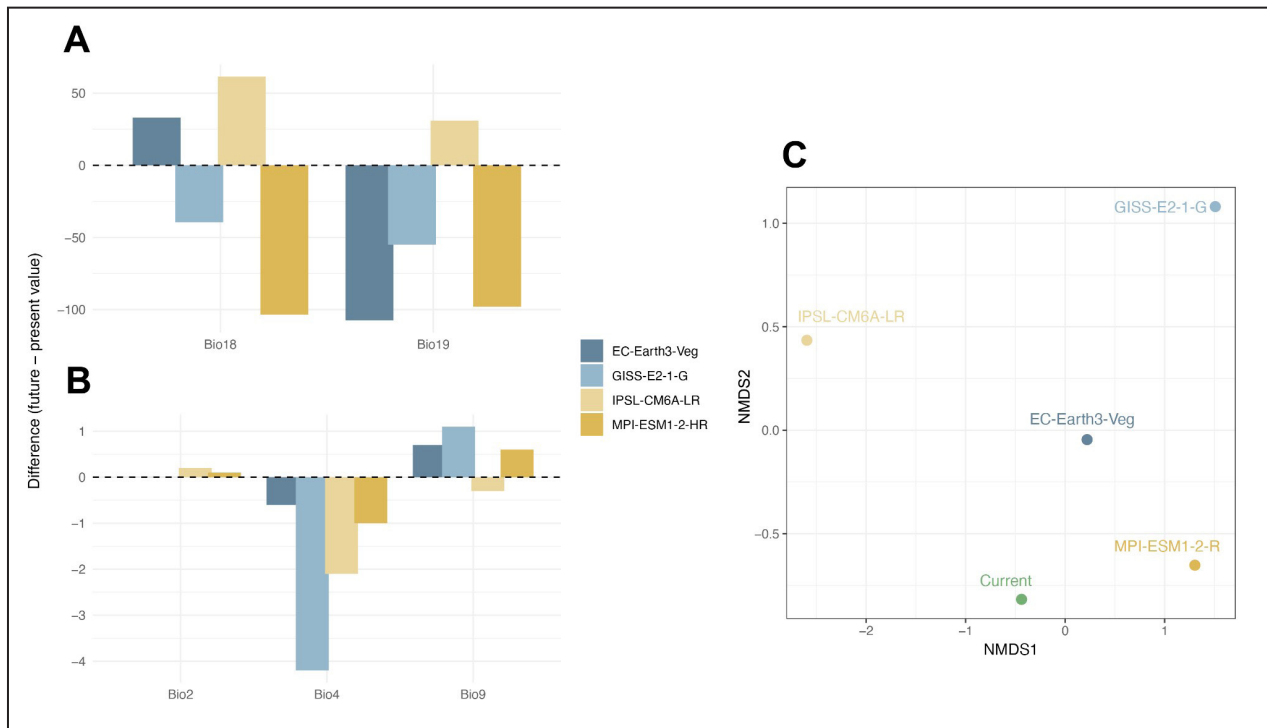 A
Difference (future – present value)
50
0
−50
−100
Bio18 Bio19
EC-Earth3-Veg
GISS-E2-1-G
IPSL-CM6A-LR
MPI-ESM1-2-HR
B
1
0
−1
−2
−3
−4
Bio2 Bio4 Bio9
C
NMDS2
1.0
0.5
0.0
−0.5
GISS-E2-1-G
IPSL-CM6A-LR
EC-Earth3-Veg
MPI-ESM1-2-R
Current
−2 −1 0 1
NMDS1